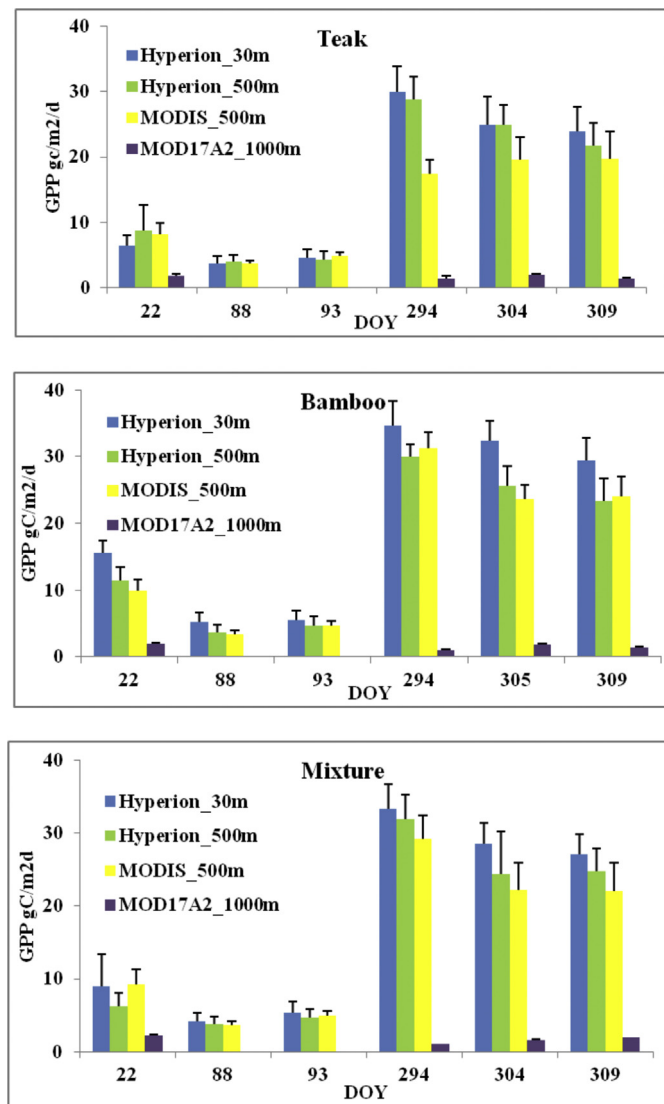 Teak
40
Hyperion_30m
30
Hyperion_500m
MODIS_500m
20
MOD17A2_1000m
10
0
GPP gc/m2/d
22 88 93 294 304 309
DOY
Bamboo
40
Hyperion_30m
30
Hyperion_500m
MODIS_500m
20
MOD17A2_1000m
10
0
GPP gC/m2/d
22 88 93 294 305 309
DOY
Mixture
40
Hyperion_30m
30
Hyperion_500m
MODIS_500m
20
MOD17A2_1000m
10
0
GPP gC/m2d
22 88 93 294 304 309
DOY